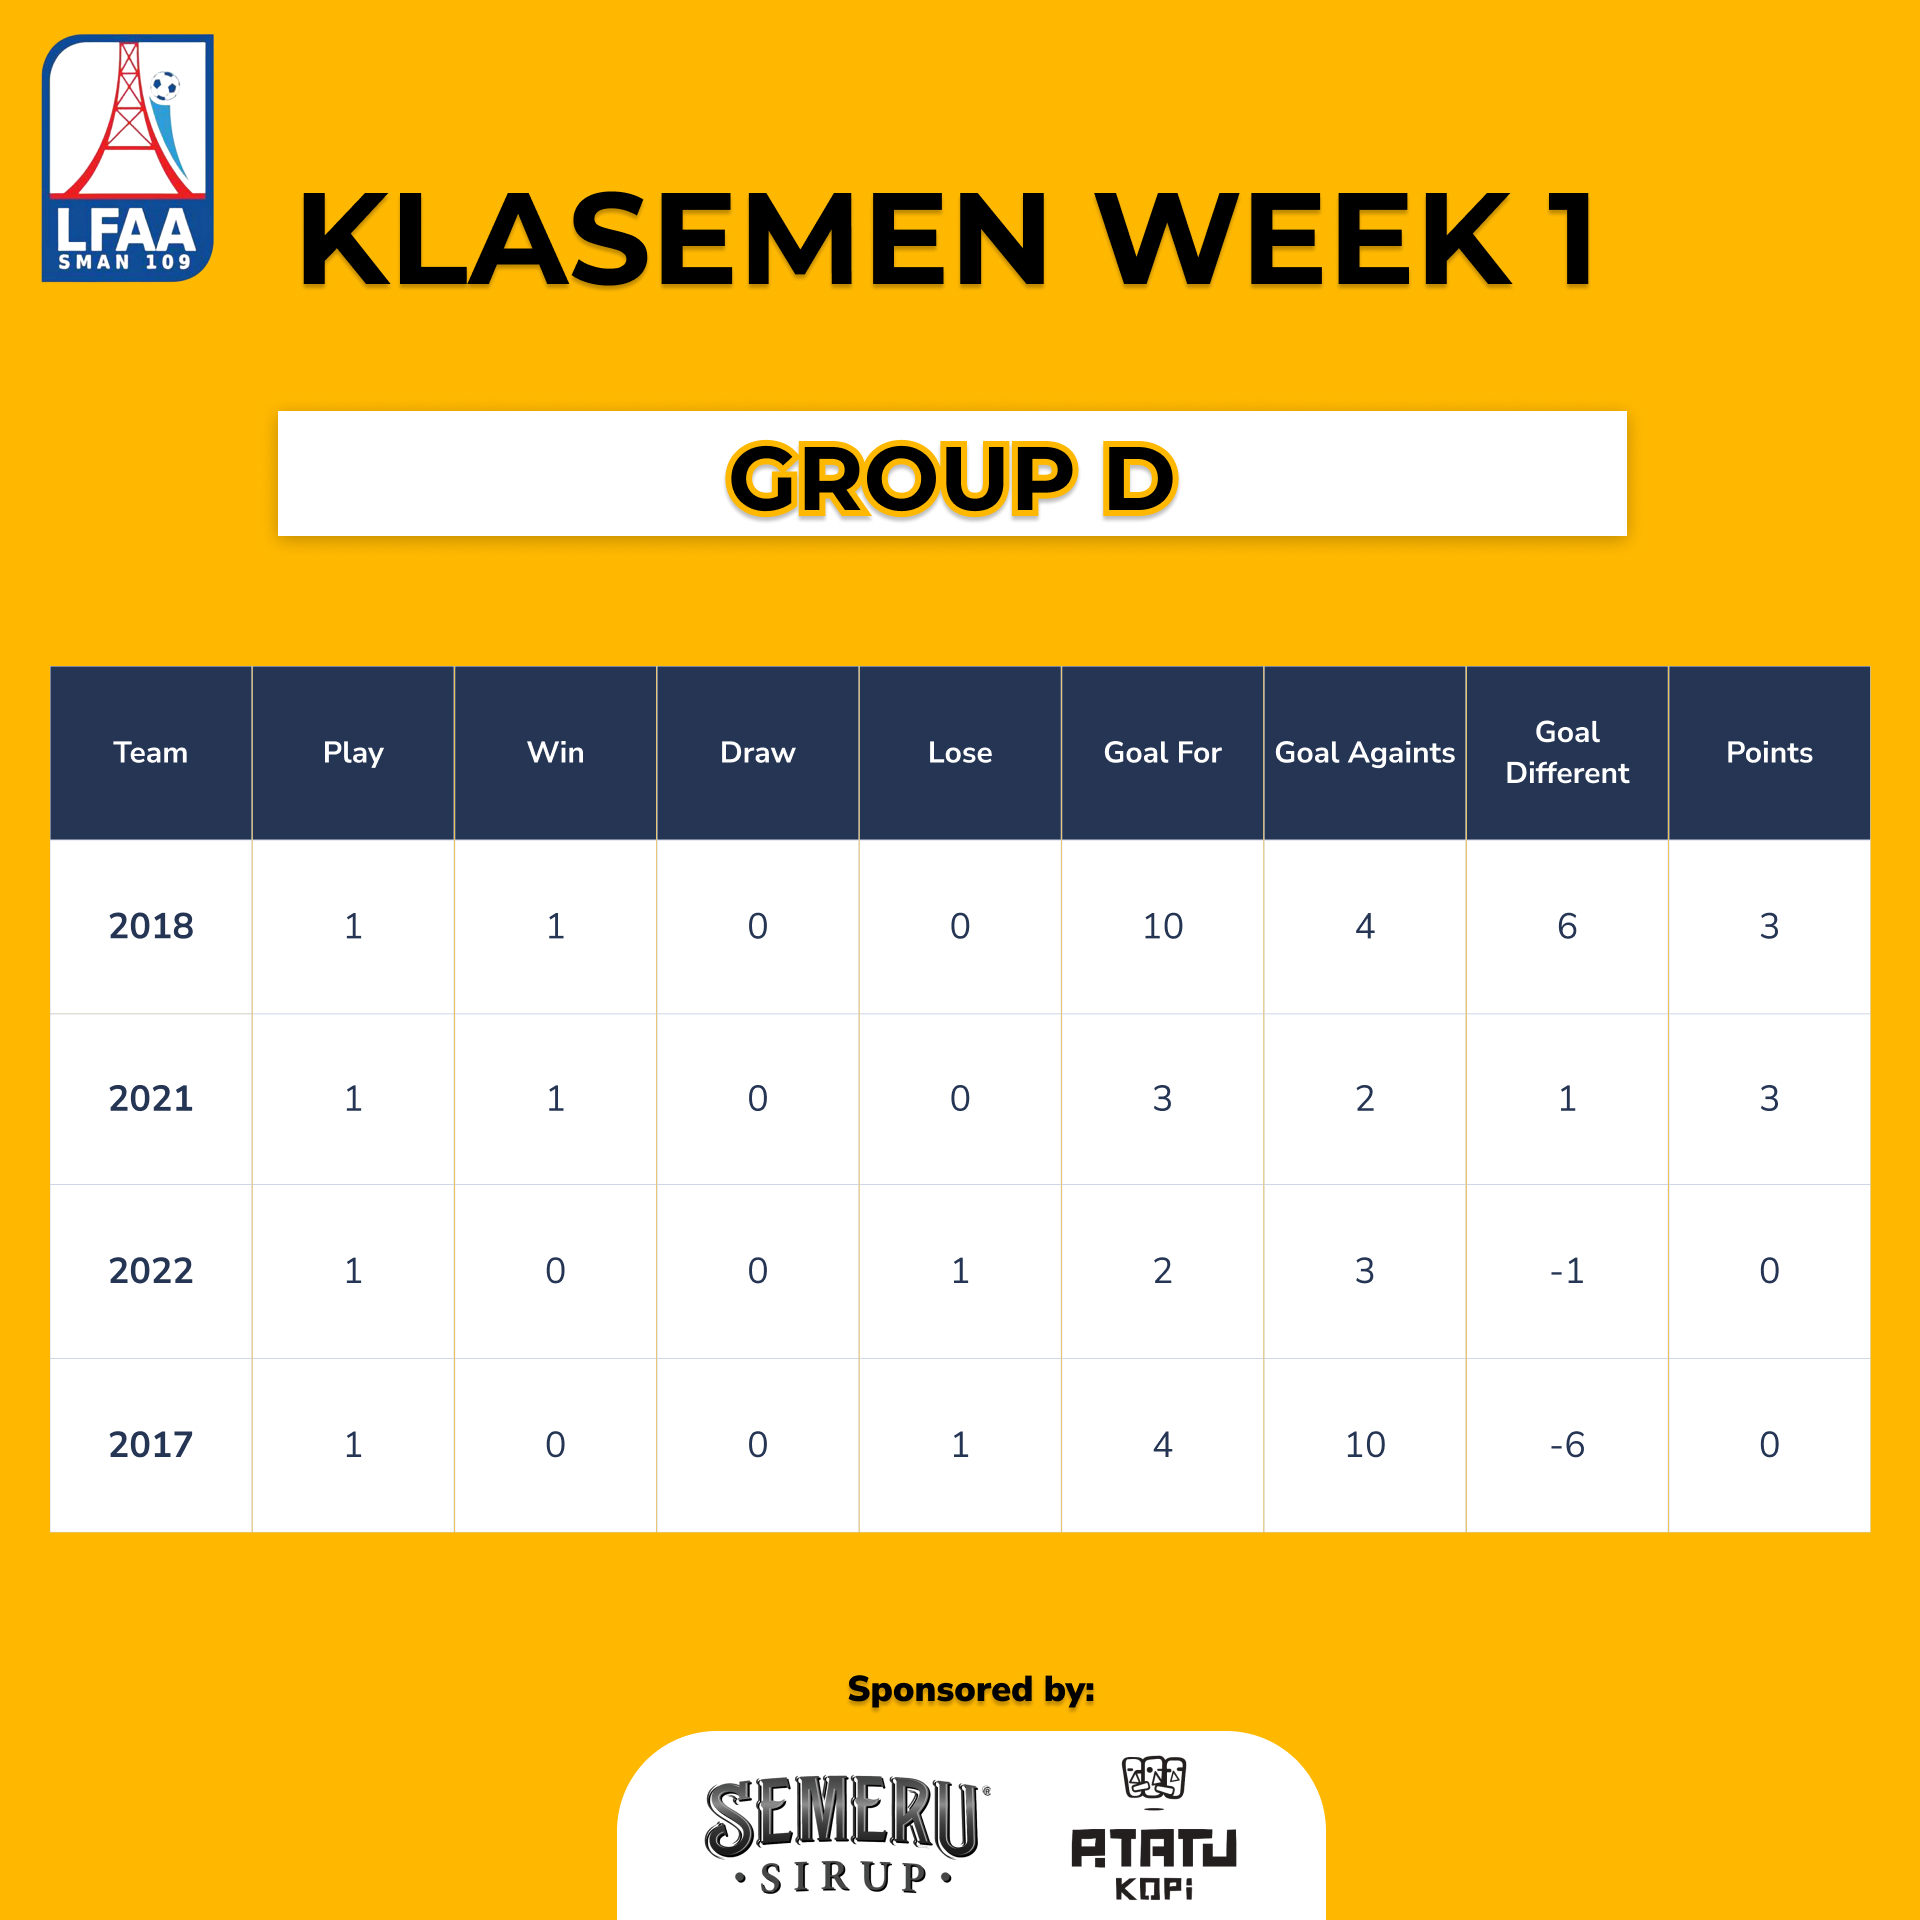 LFAA
SMAN 109
KLASEMEN WEEK 1
GROUP D
Team Play Win Draw Lose Goal For Goal Againts Goal Different Points
2018 1 1 0 0 10 4 6 3
2021 1 1 0 0 3 2 1 3
2022 1 0 0 1 2 3 -1 0
2017 1 0 0 1 4 10 -6 0
Sponsored by:
SEMERU®
• SIRUP •
P.TATU
KOPi